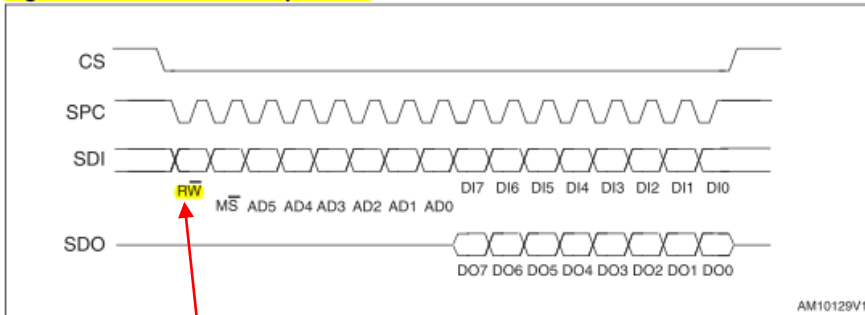 CS
SPC
SDI
RW̅ DI7 DI6 DI5 DI4 DI3 DI2 DI1 DI0
MS̅ AD5 AD4 AD3 AD2 AD1 AD0
SDO
DO7 DO6 DO5 DO4 DO3 DO2 DO1 DO0
AM10129V1